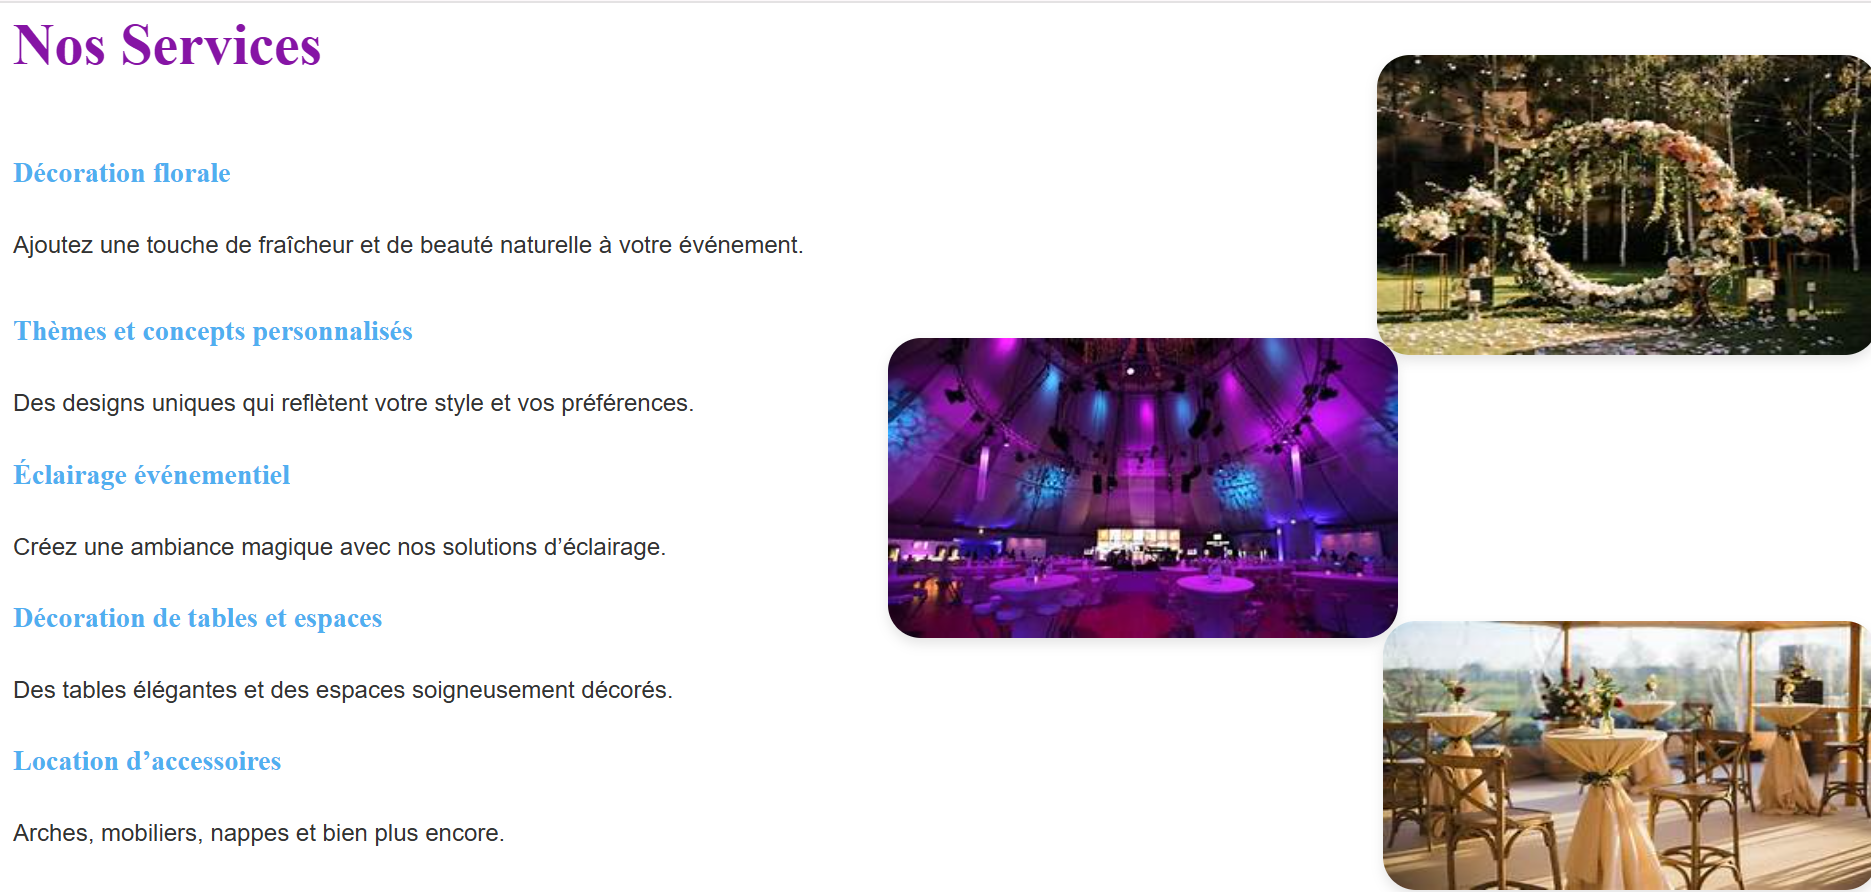 Nos Services
Décoration florale
Ajoutez une touche de fraîcheur et de beauté naturelle à votre événement.
Thèmes et concepts personnalisés
Des designs uniques qui reflètent votre style et vos préférences.
Éclairage événementiel
Créez une ambiance magique avec nos solutions d’éclairage.
Décoration de tables et espaces
Des tables élégantes et des espaces soigneusement décorés.
Location d’accessoires
Arches, mobiliers, nappes et bien plus encore.